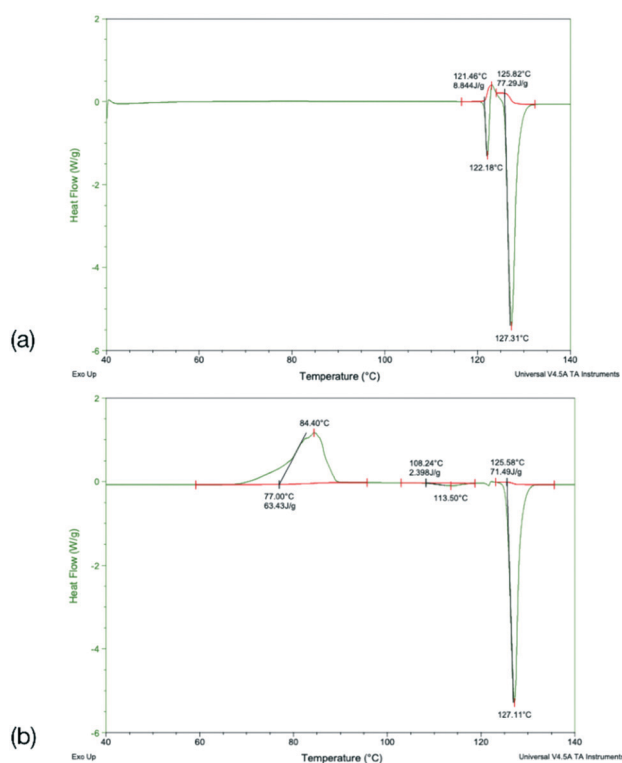 2
0
-2
-4
-6
Heat Flow (W/g)
121.46°C
8.844J/g
125.82°C
77.29J/g
122.18°C
127.31°C
(a)
40
60
80
100
120
140
Exo Up
Temperature (°C)
Universal V4.5A TA Instruments
2
0
-2
-4
-6
Heat Flow (W/g)
84.40°C
77.00°C
63.43J/g
108.24°C
2.398J/g
113.50°C
125.58°C
71.49J/g
127.11°C
(b)
40
60
80
100
120
140
Exo Up
Temperature (°C)
Universal V4.5A TA Instruments